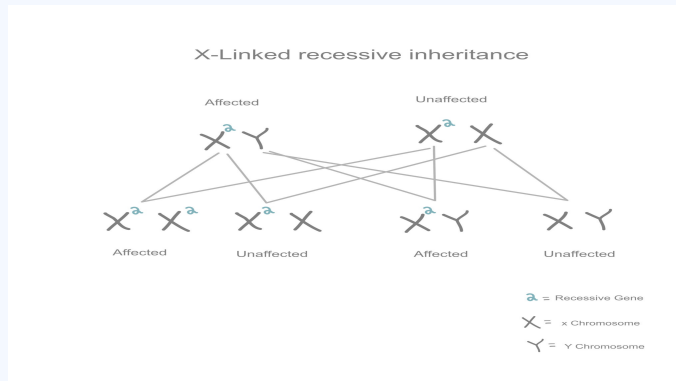 X-Linked recessive inheritance
Affected
Unaffected
X a Y
X a X
X a X a
X a X
X a Y
X Y
Affected
Unaffected
Affected
Unaffected
a = Recessive Gene
X = x Chromosome
Y = Y Chromosome